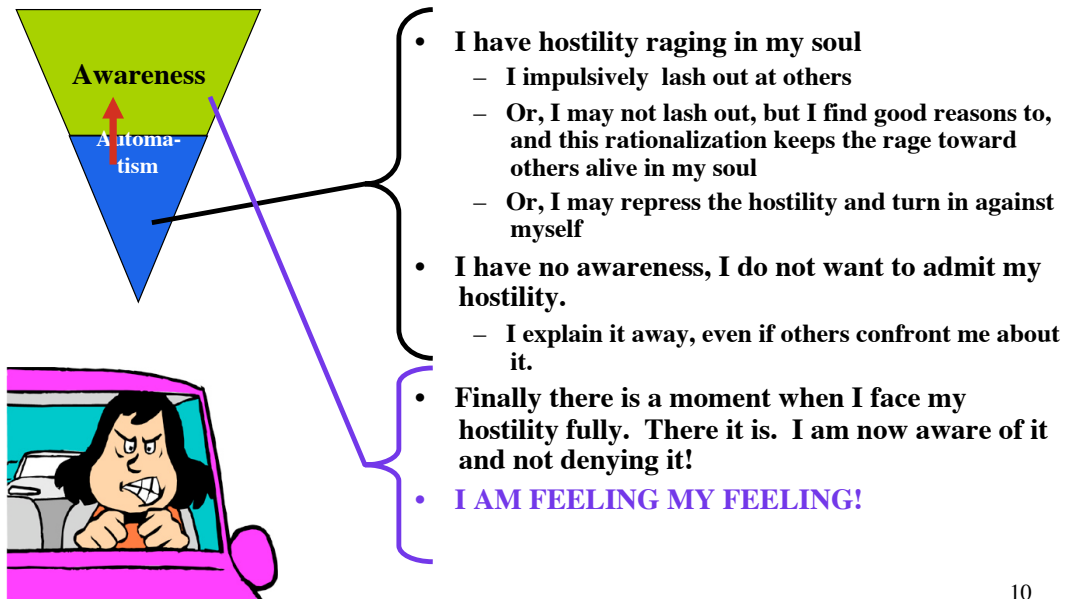 Awareness
Automa-
tism
• I have hostility raging in my soul
– I impulsively lash out at others
– Or, I may not lash out, but I find good reasons to,
and this rationalization keeps the rage toward
others alive in my soul
– Or, I may repress the hostility and turn in against
myself
• I have no awareness, I do not want to admit my
hostility.
– I explain it away, even if others confront me about
it.
• Finally there is a moment when I face my
hostility fully. There it is. I am now aware of it
and not denying it!
• I AM FEELING MY FEELING!
10